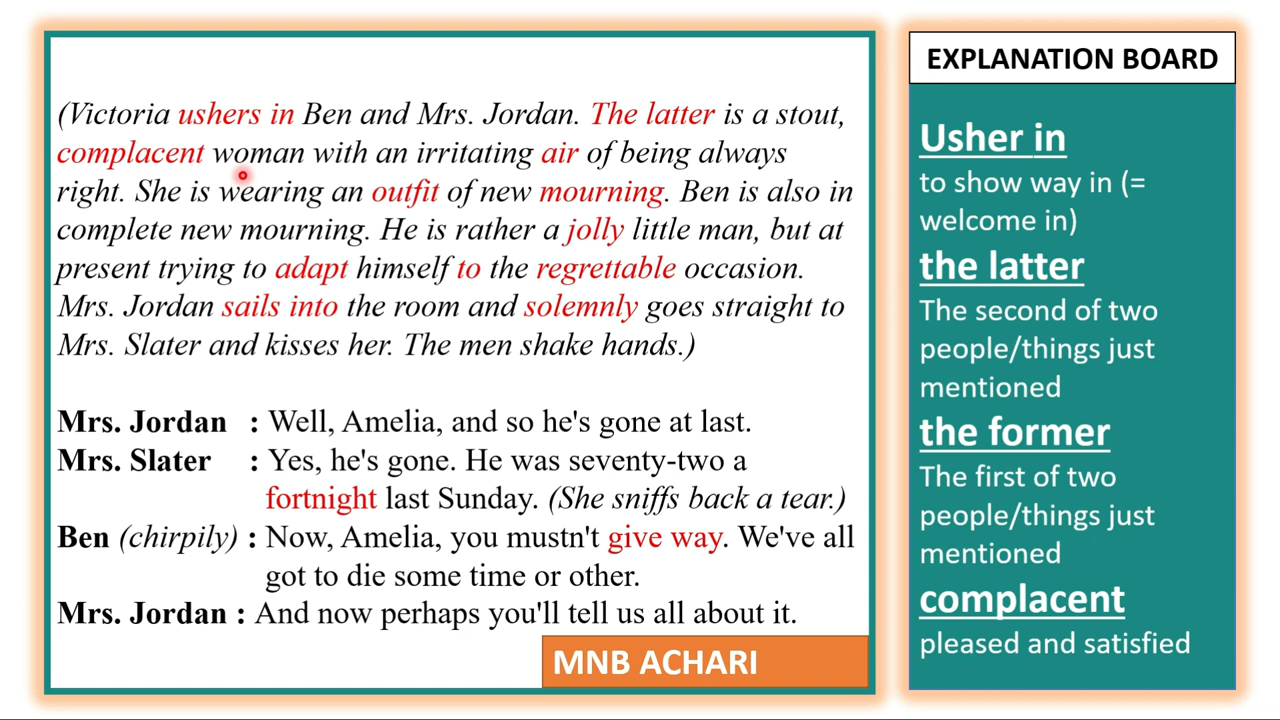 (Victoria ushers in Ben and Mrs. Jordan. The latter is a stout,
complacent woman with an irritating air of being always
right. She is wearing an outfit of new mourning. Ben is also in
complete new mourning. He is rather a jolly little man, but at
present trying to adapt himself to the regrettable occasion.
Mrs. Jordan sails into the room and solemnly goes straight to
Mrs. Slater and kisses her. The men shake hands.)
Mrs. Jordan : Well, Amelia, and so he's gone at last.
Mrs. Slater : Yes, he's gone. He was seventy-two a
fortnight last Sunday. (She sniffs back a tear.)
Ben (chirpily) : Now, Amelia, you mustn't give way. We've all
got to die some time or other.
Mrs. Jordan : And now perhaps you'll tell us all about it.
MNB ACHARI
EXPLANATION BOARD
Usher in
to show way in (=
welcome in)
the latter
The second of two
people/things just
mentioned
the former
The first of two
people/things just
mentioned
complacent
pleased and satisfied